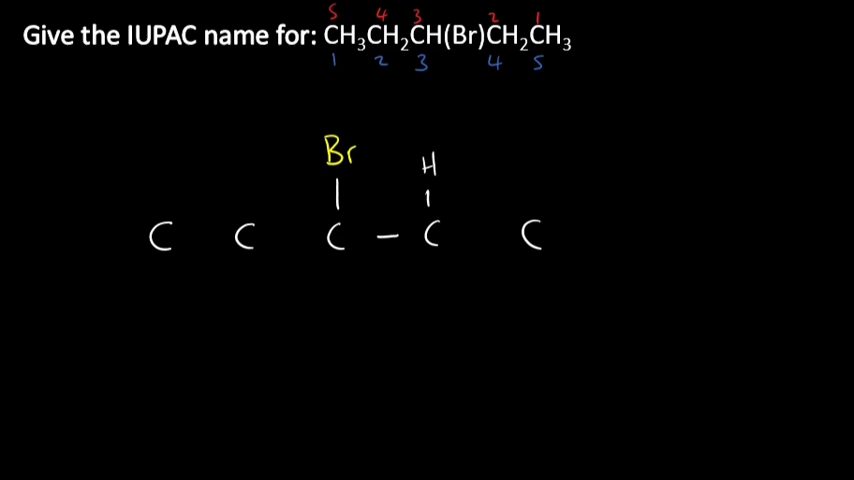 5 4 3 2 1
Give the IUPAC name for: CH₃CH₂CH(Br)CH₂CH₃
1 2 3 4 5
Br
H
C C C – C C